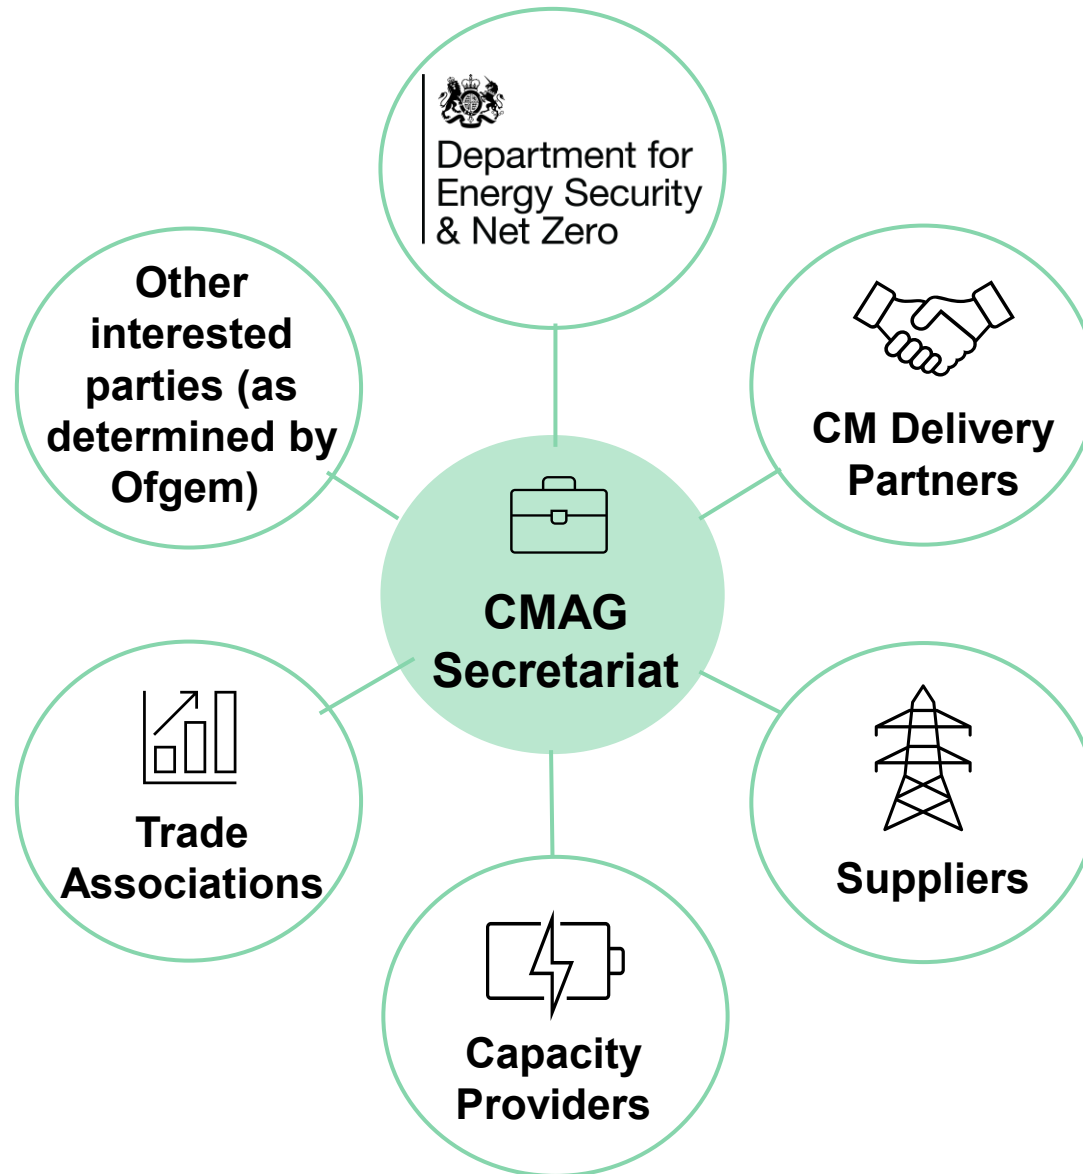 Department for
Energy Security
& Net Zero
Other
interested
parties (as
determined by
Ofgem)
CM Delivery
Partners
CMAG
Secretariat
Trade
Associations
Suppliers
Capacity
Providers